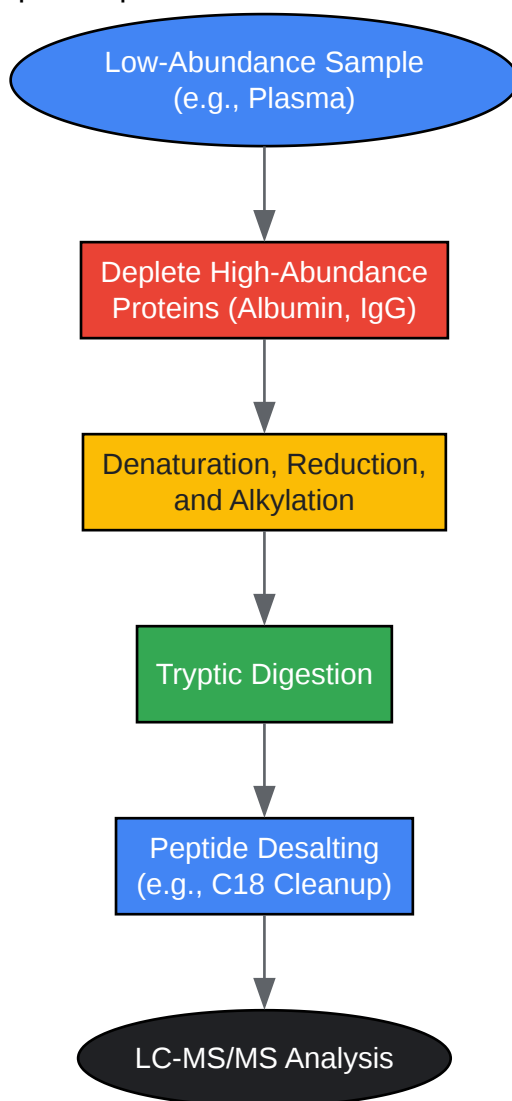 Low-Abundance Sample
(e.g., Plasma)
Deplete High-Abundance
Proteins (Albumin, IgG)
Denaturation, Reduction,
and Alkylation
Tryptic Digestion
Peptide Desalting
(e.g., C18 Cleanup)
LC-MS/MS Analysis